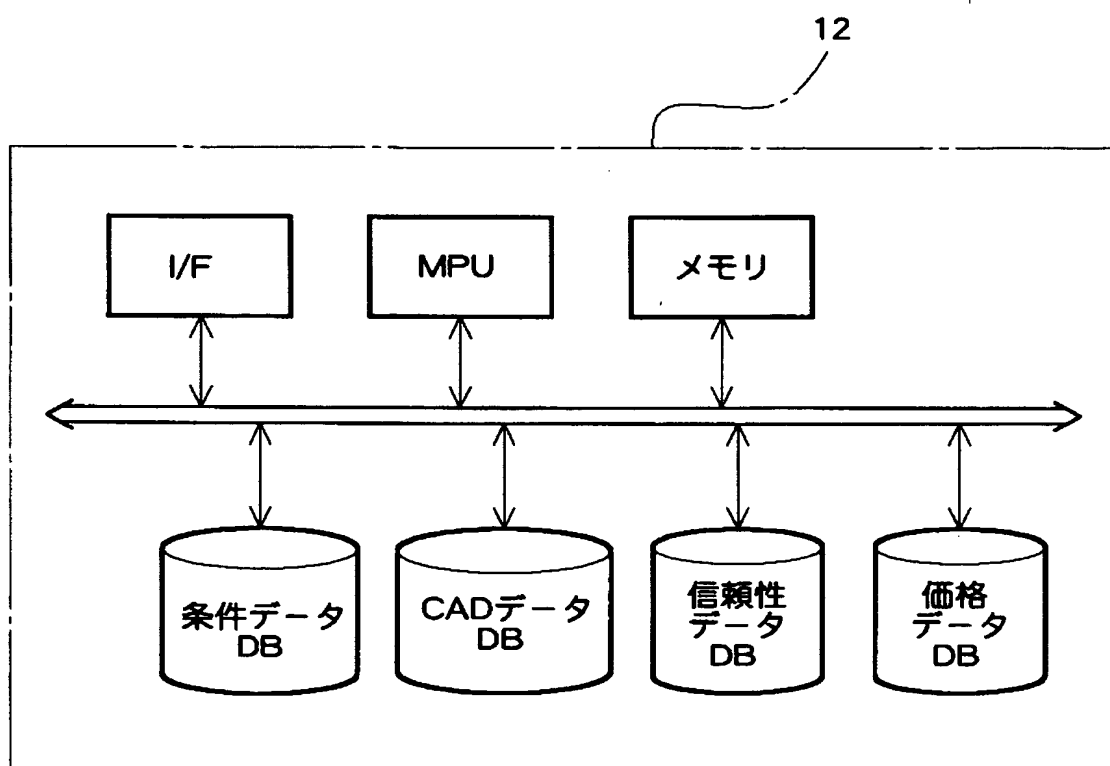 12
I/F
MPU
メモリ
条件データ
DB
CADデータ
DB
信頼性
データ
DB
価格
データ
DB